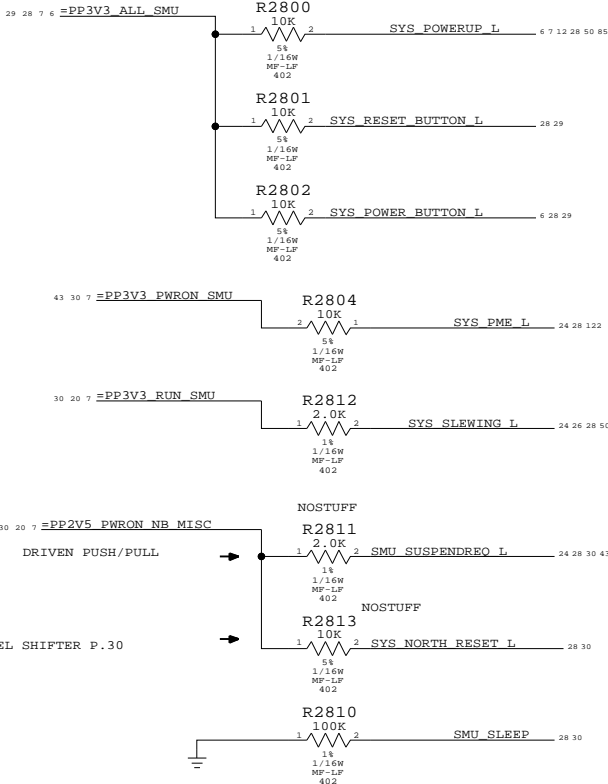 R2800
29 28 7 6 =PP3V3_ALL_SMU
10K
1 2 SYS_POWERUP_L 6 7 12 28 50 85
5%
1/16W
MF-LF
402
R2801
10K
1 2 SYS_RESET_BUTTON_L 28 29
5%
1/16W
MF-LF
402
R2802
10K
1 2 SYS_POWER_BUTTON_L 6 28 29
5%
1/16W
MF-LF
402
43 30 7 =PP3V3_PWRON_SMU
R2804
10K
2 1 SYS_PME_L 24 28 122
5%
1/16W
MF-LF
402
30 20 7 =PP3V3_RUN_SMU
R2812
2.0K
1 2 SYS_SLEWING_L 24 26 28 50
1%
1/16W
MF-LF
402
NOSTUFF
30 20 7 =PP2V5_PWRON_NB_MISC
R2811
2.0K
DRIVEN PUSH/PULL
1 2 SMU_SUSPENDREQ_L 24 28 30 43
1%
1/16W
MF-LF
402
NOSTUFF
R2813
10K
EL SHIFTER P.30
1 2 SYS_NORTH_RESET_L 28 30
5%
1/16W
MF-LF
402
R2810
100K
1 2 SMU_SLEEP 28 30
1%
1/16W
MF-LF
402